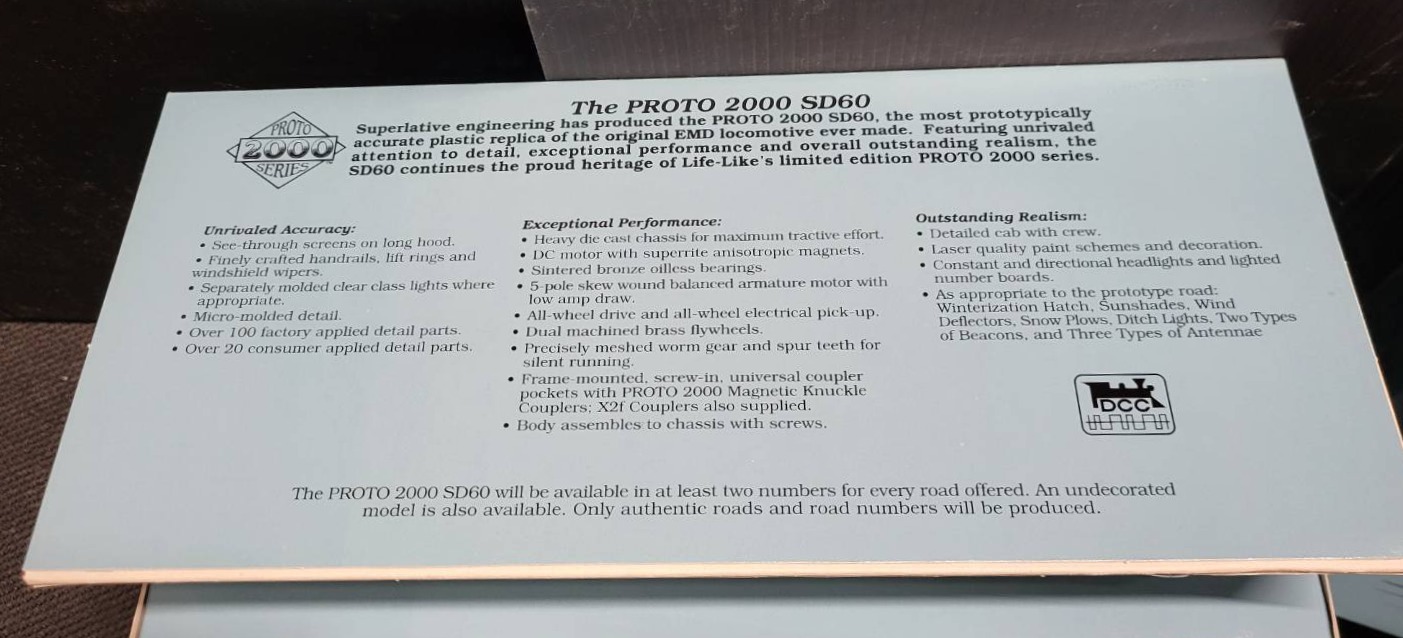 The PROTO 2000 SD60
PROTO
2000
SERIES
Superlative engineering has produced the PROTO 2000 SD60, the most prototypically
accurate plastic replica of the original EMD locomotive ever made. Featuring unrivaled
attention to detail, exceptional performance and overall outstanding realism, the
SD60 continues the proud heritage of Life-Like's limited edition PROTO 2000 series.
Unrivaled Accuracy:
• See-through screens on long hood.
• Finely crafted handrails, lift rings and
windshield wipers.
• Separately molded clear class lights where
appropriate.
• Micro-molded detail.
• Over 100 factory applied detail parts.
• Over 20 consumer applied detail parts.
Exceptional Performance:
• Heavy die cast chassis for maximum tractive effort.
• DC motor with superrite anisotropic magnets.
• Sintered bronze oilless bearings.
• 5-pole skew wound balanced armature motor with
low amp draw.
• All-wheel drive and all-wheel electrical pick-up.
• Dual machined brass flywheels.
• Precisely meshed worm gear and spur teeth for
silent running.
• Frame-mounted, screw-in, universal coupler
pockets with PROTO 2000 Magnetic Knuckle
Couplers; X2f Couplers also supplied.
• Body assembles to chassis with screws.
Outstanding Realism:
• Detailed cab with crew.
• Laser quality paint schemes and decoration.
• Constant and directional headlights and lighted
number boards.
• As appropriate to the prototype road:
Winterization Hatch, Sunshades, Wind
Deflectors, Snow Plows, Ditch Lights, Two Types
of Beacons, and Three Types of Antennae
DCC
The PROTO 2000 SD60 will be available in at least two numbers for every road offered. An undecorated
model is also available. Only authentic roads and road numbers will be produced.